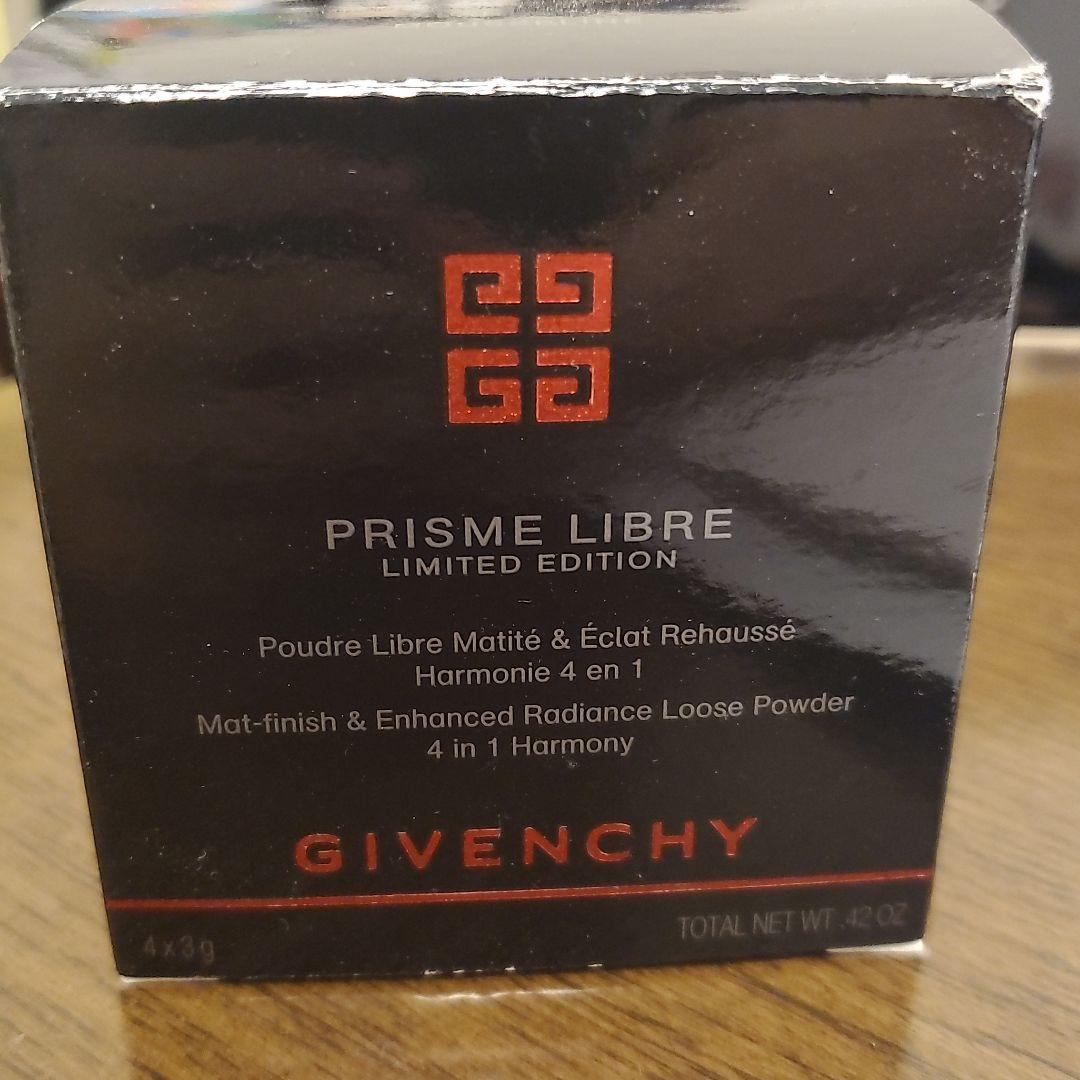 PRISME LIBRE
LIMITED EDITION
Poudre Libre Matité & Éclat Rehaussé
Harmonie 4 en 1
Mat-finish & Enhanced Radiance Loose Powder
4 in 1 Harmony
GIVENCHY
4 x 3 g
TOTAL NET WT .42 OZ